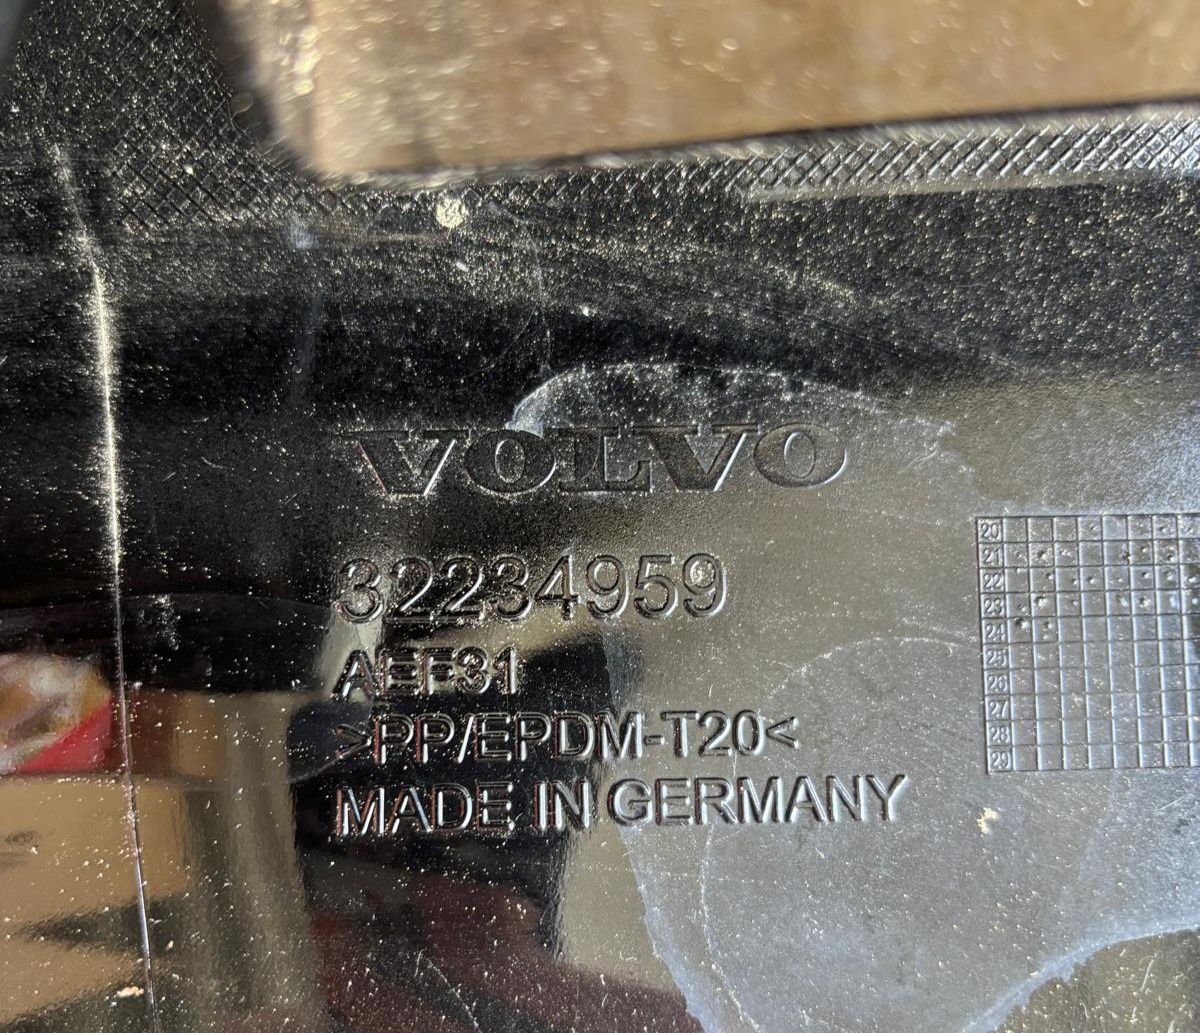 VOLVO
32234959
AEF31
>PP/EPDM-T20<
MADE IN GERMANY
20
21
22
23
24
25
26
27
28
29